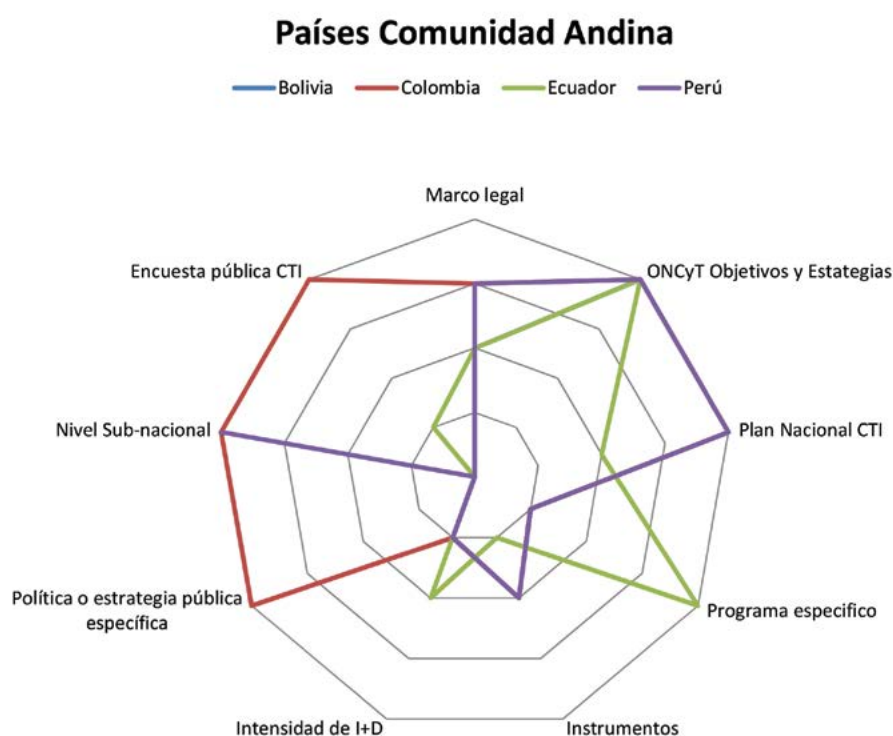 Países Comunidad Andina
Bolivia Colombia Ecuador Perú
Marco legal
Encuesta pública CTI
ONCyT Objetivos y Estategias
Nivel Sub-nacional
Plan Nacional CTI
Política o estrategia pública
específica
Programa especifico
Intensidad de I+D
Instrumentos